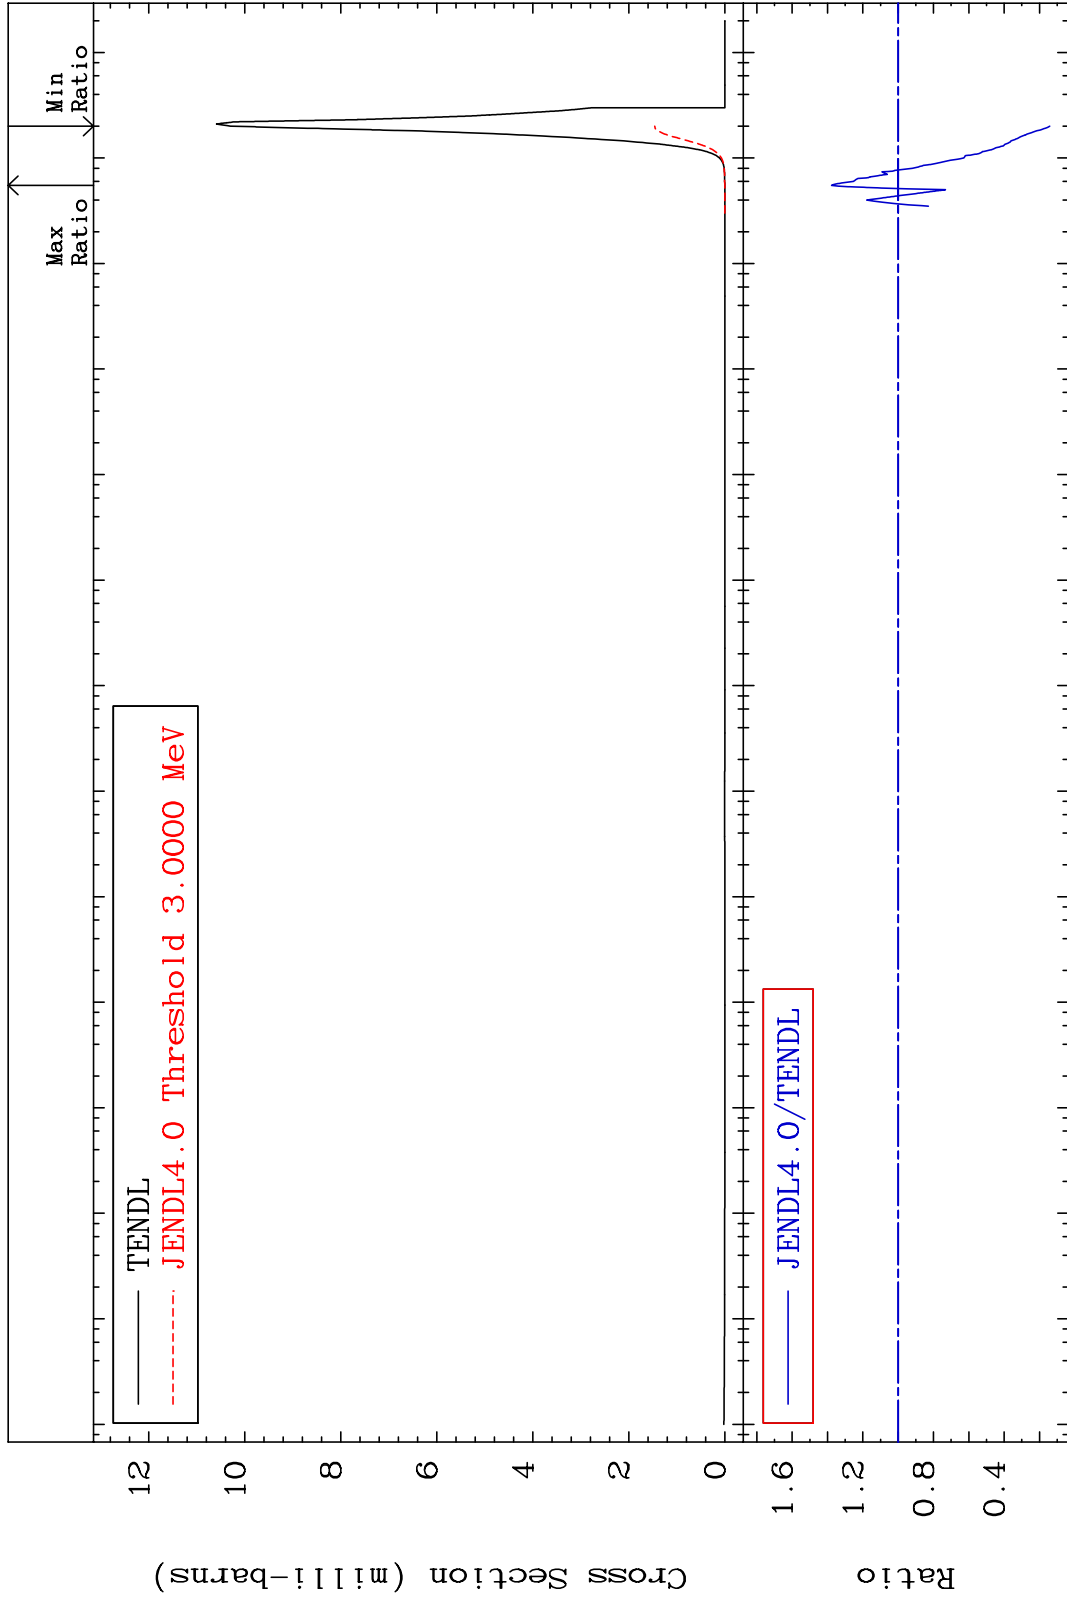 Max
Ratio
Min
Ratio
TENDL
JENDL4.0 Threshold 3.0000 MeV
12
10
8
6
4
2
0
Cross Section (milli-barns)
JENDL4.0/TENDL
1.6
1.2
0.8
0.4
Ratio